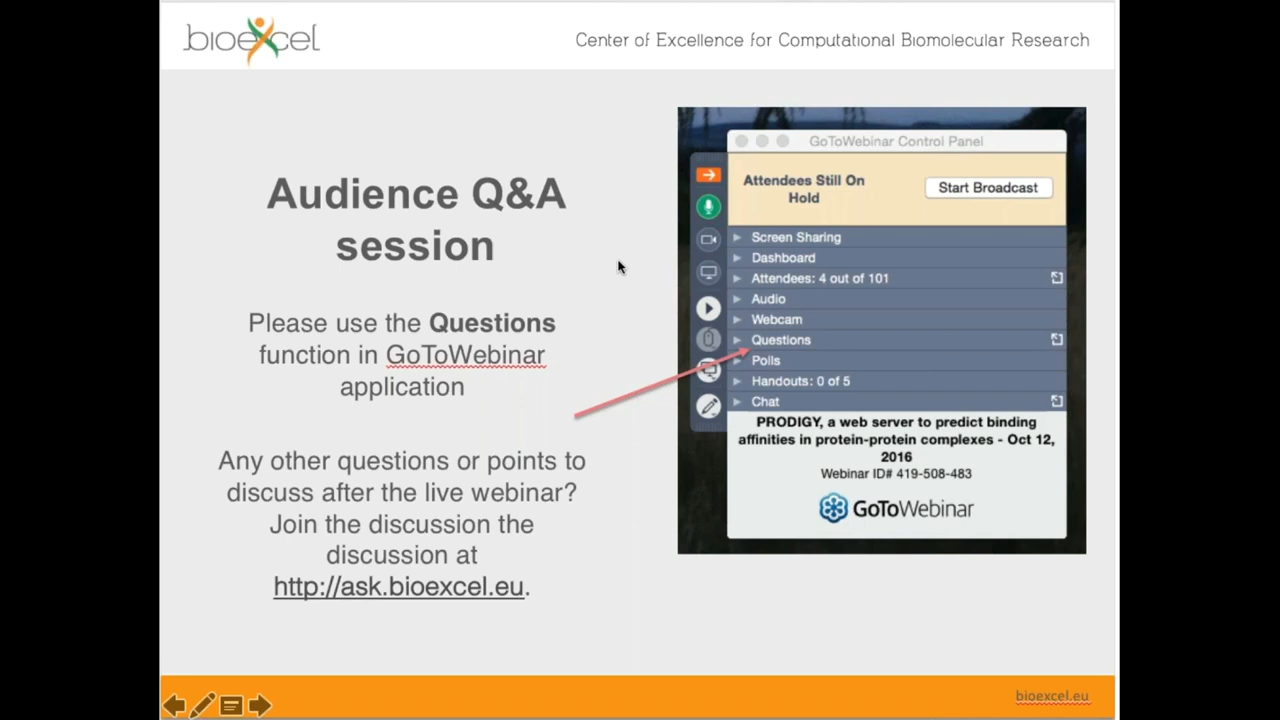 bioexcel
Center of Excellence for Computational Biomolecular Research
Audience Q&A
session
Please use the Questions
function in GoToWebinar
application
Any other questions or points to
discuss after the live webinar?
Join the discussion the
discussion at
http://ask.bioexcel.eu.
GoToWebinar Control Panel
Attendees Still On
Hold
Start Broadcast
Screen Sharing
Dashboard
Attendees: 4 out of 101
Audio
Webcam
Questions
Polls
Handouts: 0 of 5
Chat
PRODIGY, a web server to predict binding
affinities in protein-protein complexes - Oct 12,
2016
Webinar ID# 419-508-483
GoToWebinar
bioexcel.eu